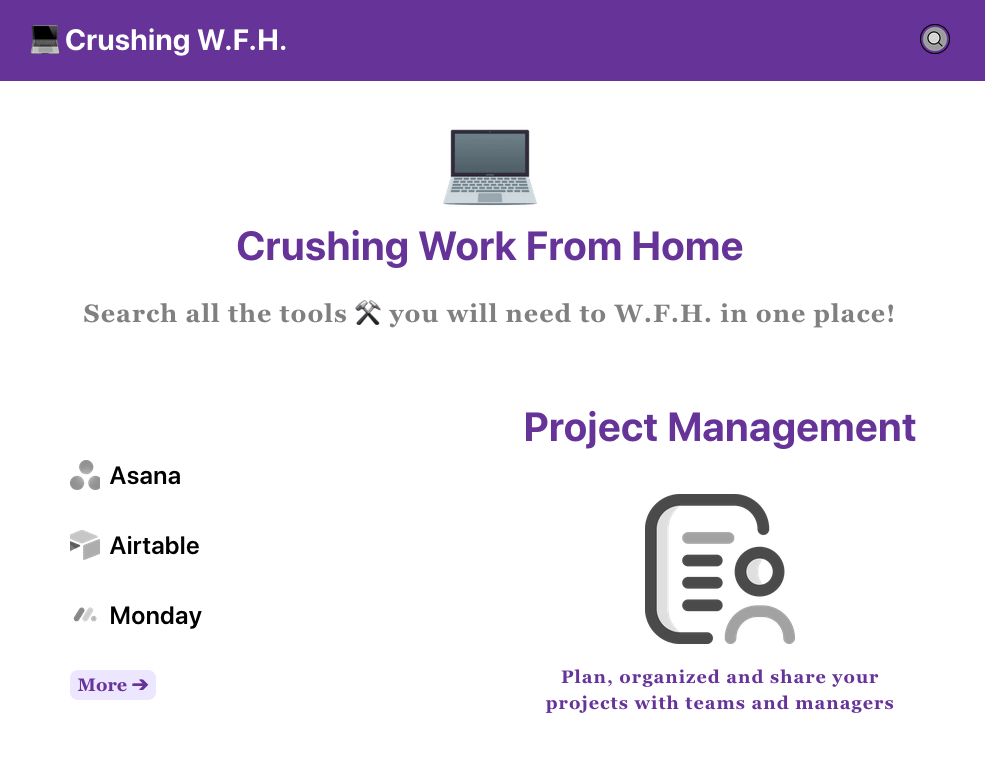 Crushing W.F.H.
Crushing Work From Home
Search all the tools ⚒ you will need to W.F.H. in one place!
Project Management
Asana
Airtable
Monday
More ➔
Plan, organized and share your
projects with teams and managers